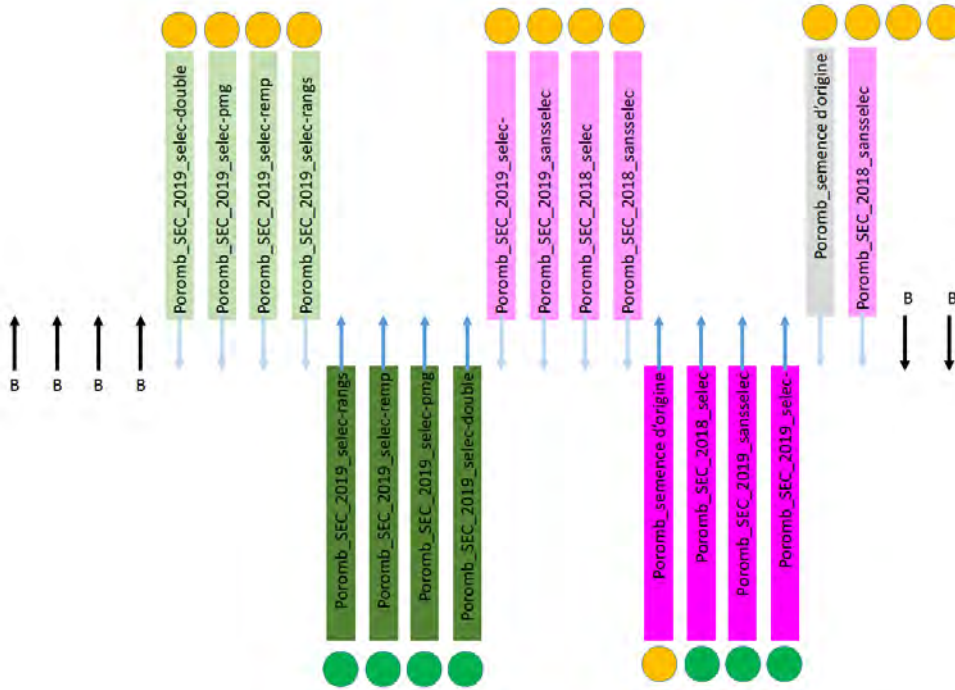 Poromb_SEC_2019_selec-double
Poromb_SEC_2019_selec-pmg
Poromb_SEC_2019_selec-remp
Poromb_SEC_2019_selec-rangs
Poromb_SEC_2019_selec-
Poromb_SEC_2019_sansselec
Poromb_SEC_2018_selec
Poromb_SEC_2018_sansselec
Poromb_semence d'origine
Poromb_SEC_2018_sansselec
B
B
B
B
B
B
Poromb_SEC_2019_selec-rangs
Poromb_SEC_2019_selec-remp
Poromb_SEC_2019_selec-pmg
Poromb_SEC_2019_selec-double
Poromb_semence d'origine
Poromb_SEC_2018_selec
Poromb_SEC_2019_sansselec
Poromb_SEC_2019_selec-